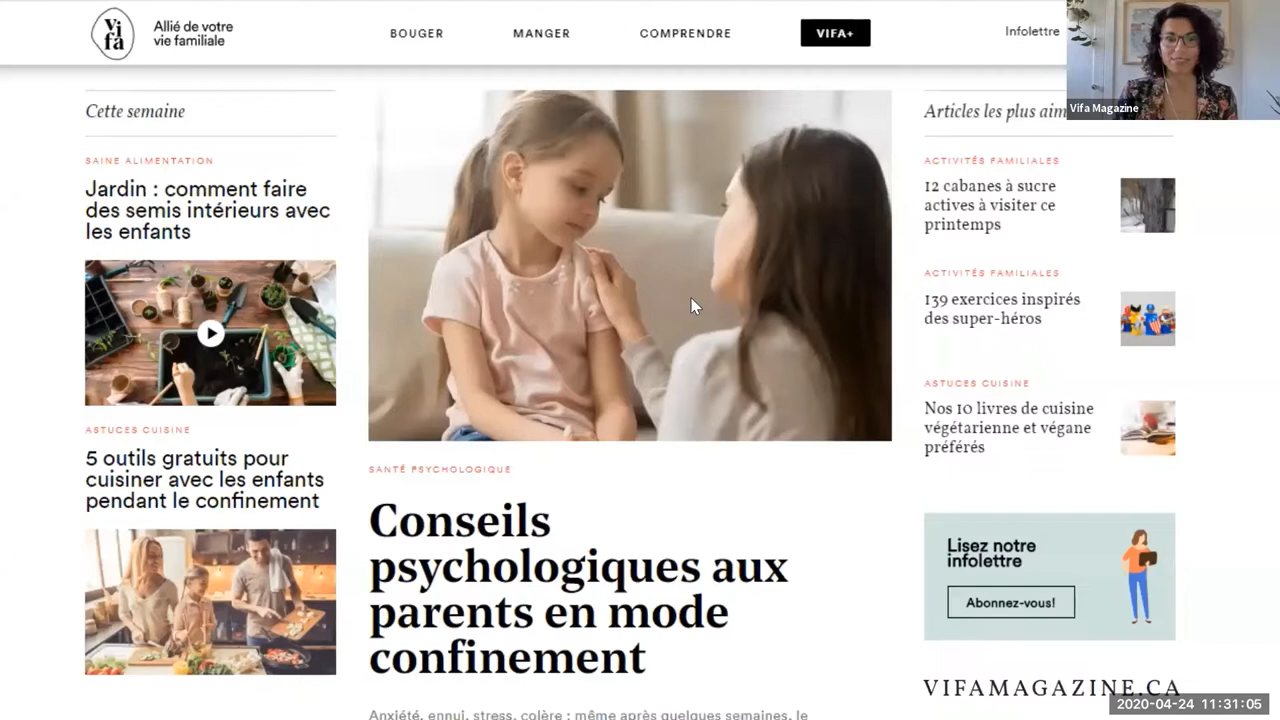 vi
fa
Allié de votre
vie familiale
BOUGER
MANGER
COMPRENDRE
VIFA+
Infolettre
Vifa Magazine
Cette semaine
SAINE ALIMENTATION
Jardin : comment faire
des semis intérieurs avec
les enfants
ASTUCES CUISINE
5 outils gratuits pour
cuisiner avec les enfants
pendant le confinement
SANTÉ PSYCHOLOGIQUE
Conseils
psychologiques aux
parents en mode
confinement
Anxiété, ennui, stress, colère : même après quelques semaines, le
Articles les plus
ACTIVITÉS FAMILIALES
12 cabanes à sucre
actives à visiter ce
printemps
ACTIVITÉS FAMILIALES
139 exercices inspirés
des super-héros
ASTUCES CUISINE
Nos 10 livres de cuisine
végétarienne et végane
préférés
Lisez notre
infolettre
Abonnez-vous!
VIFAMAGAZINE.CA
2020-04-24 11:31:05